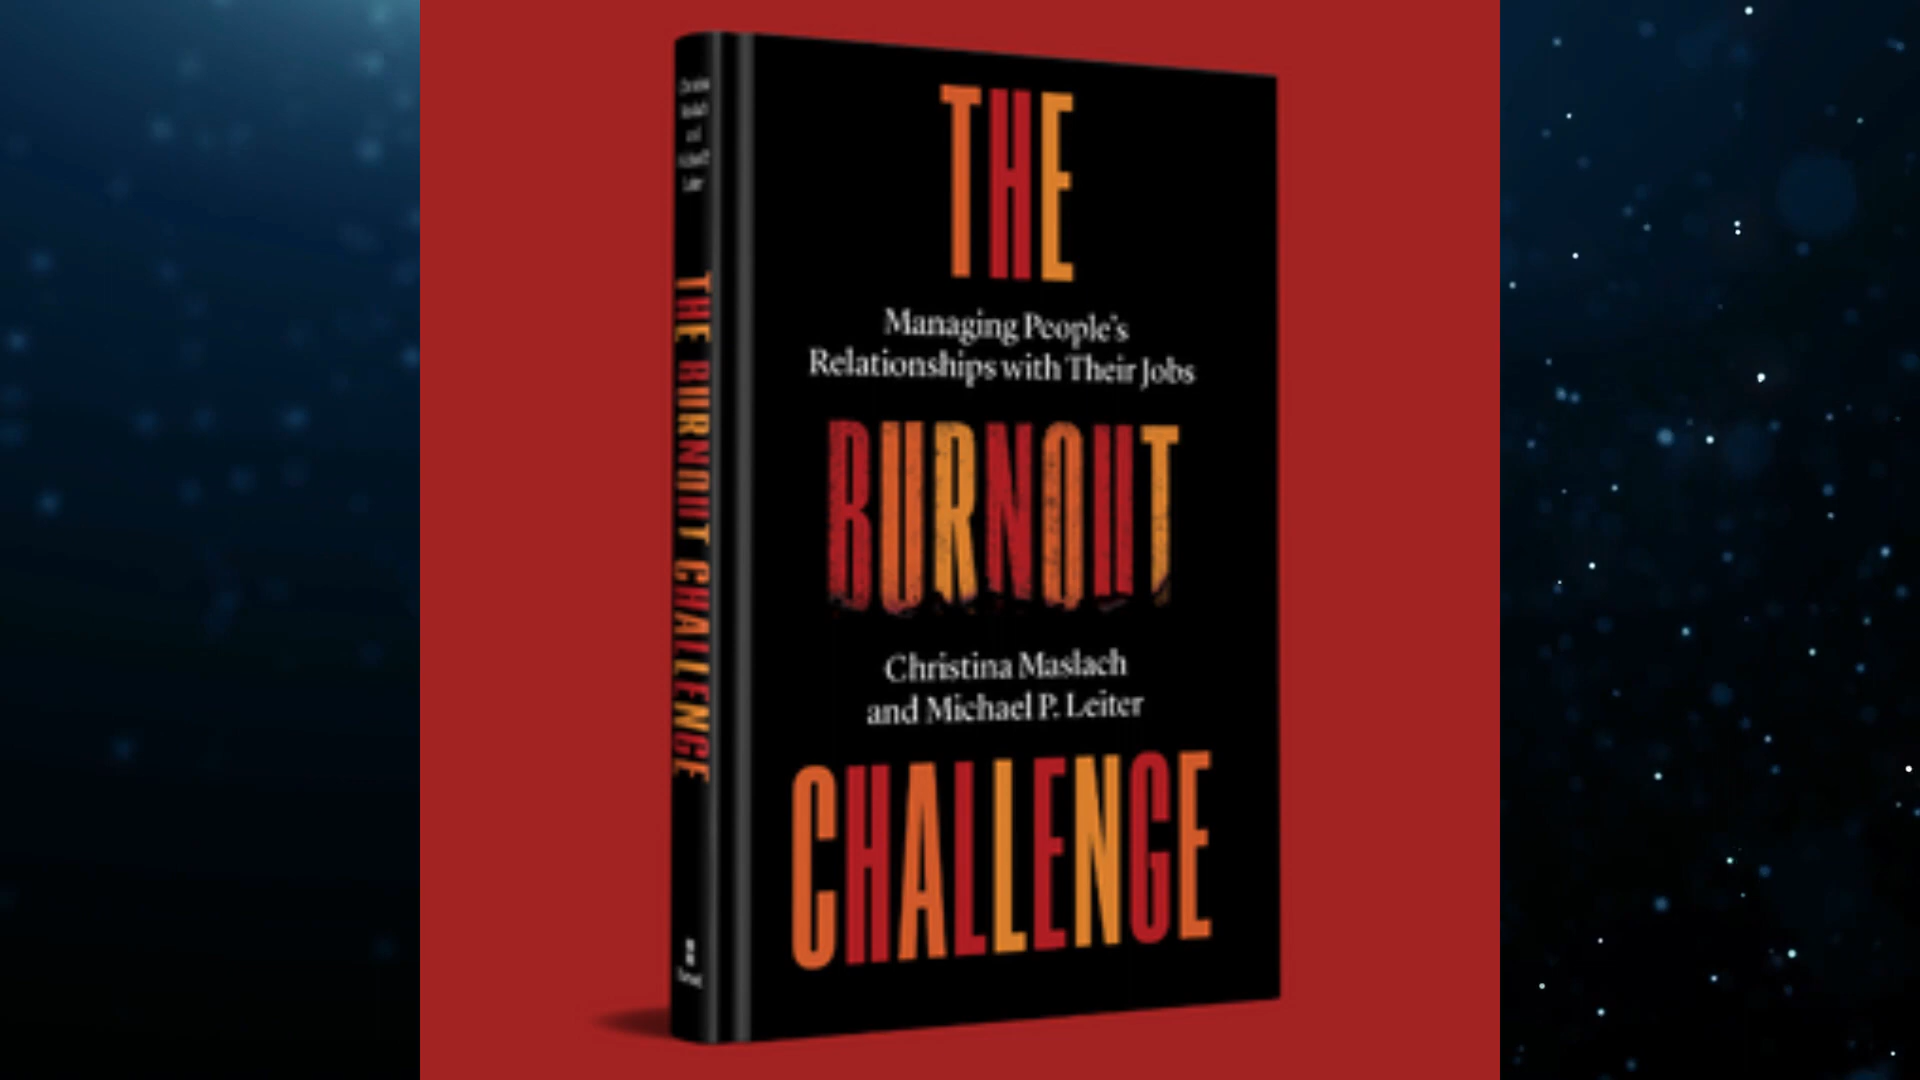 THE
Managing People's
Relationships with Their Jobs
BURNOUT
Christina Maslach
and Michael P. Leiter
CHALLENGE
THE BURNOUT CHALLENGE